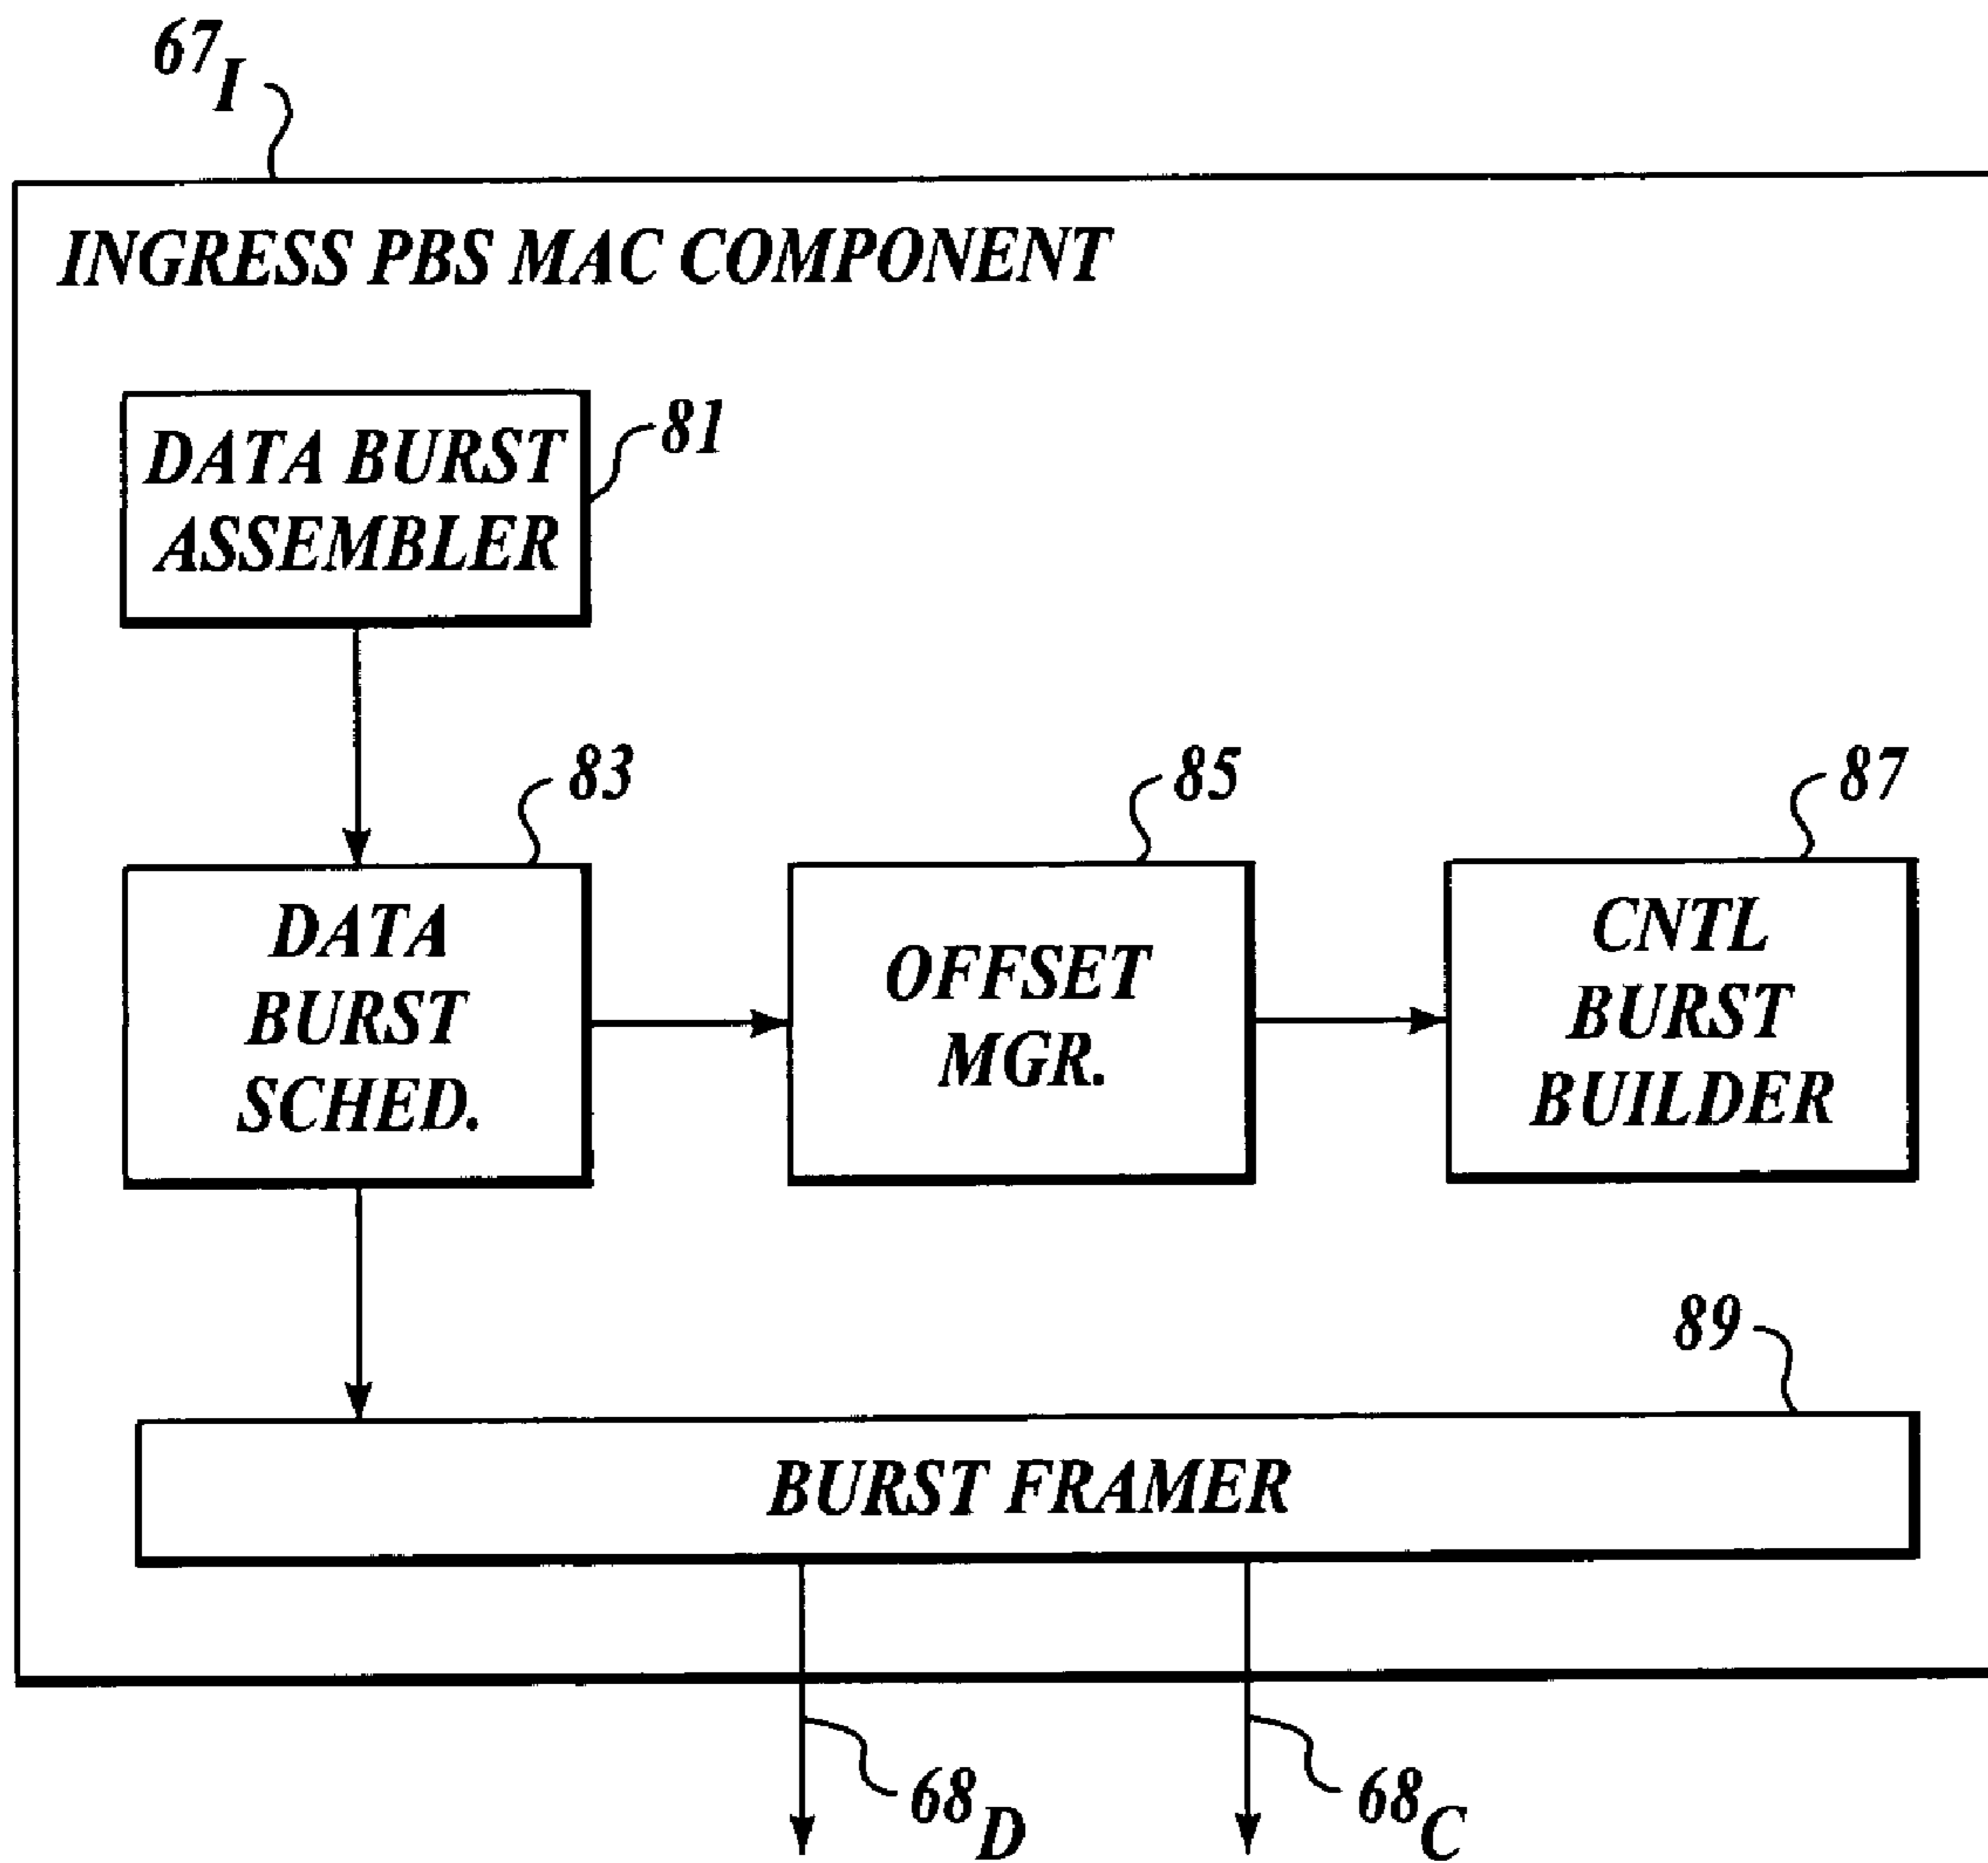 67I
INGRESS PBS MAC COMPONENT
DATA BURST
ASSEMBLER
81
83
85
87
DATA
BURST
SCHED.
OFFSET
MGR.
CNTL
BURST
BUILDER
89
BURST FRAMER
68D
68C